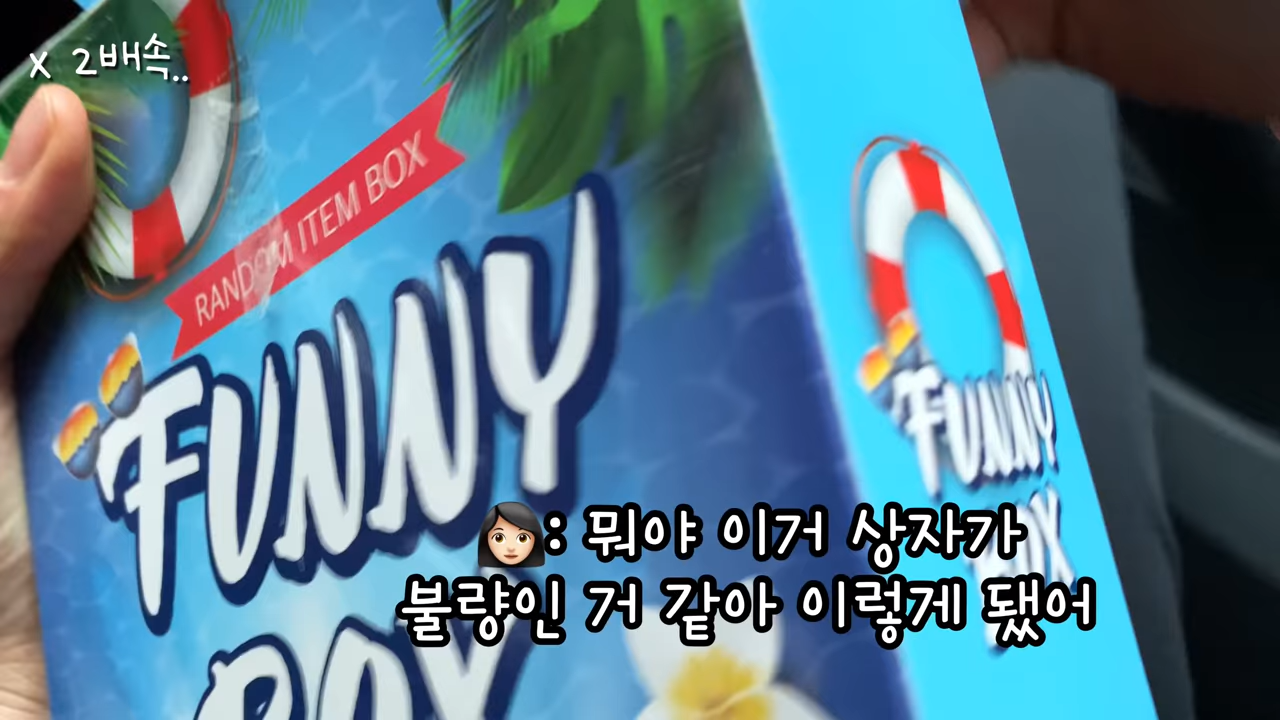 x 2배속..
RANDOM ITEM BOX
FUNNY
BOX
FUNNY
BOX
: 뭐야 이거 상자가
불량인 거 같아 이렇게 됐어